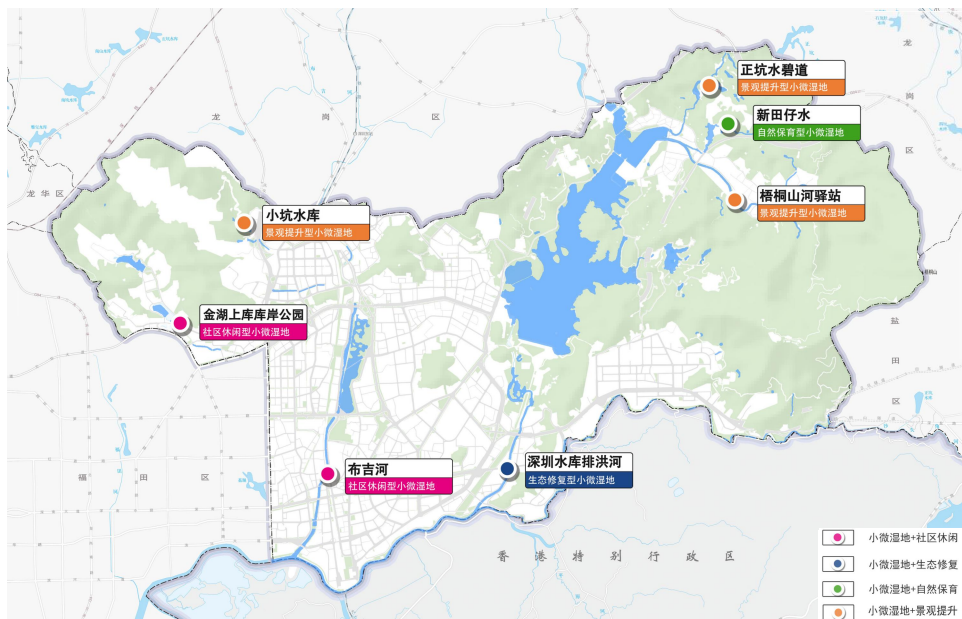 正坑水碧道
景观提升型小微湿地
新田仔水
自然保育型小微湿地
龙岗区
龙岗区
龙华区
梧桐山河驿站
景观提升型小微湿地
小坑水库
景观提升型小微湿地
金湖上库库岸公园
社区休闲型小微湿地
盐田区
布吉河
社区休闲型小微湿地
深圳水库排洪河
生态修复型小微湿地
福田区
香港特别行政区
小微湿地+社区休闲
小微湿地+生态修复
小微湿地+自然保育
小微湿地+景观提升